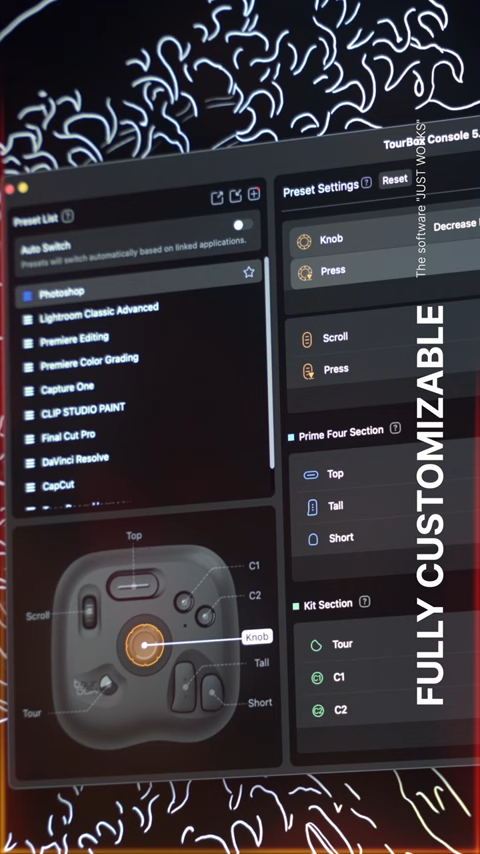 TourBox Console 5.
Preset List ?
Auto Switch
Presets will switch automatically based on linked applications.
Photoshop
Lightroom Classic Advanced
Premiere Editing
Premiere Color Grading
Capture One
CLIP STUDIO PAINT
Final Cut Pro
DaVinci Resolve
CapCut
Top
C1
C2
Scroll
Knob
Tall
Short
Tour
Preset Settings ? Reset
Knob Decrease
Press
Scroll
Press
Prime Four Section ?
Top
Tall
Short
Kit Section ?
Tour
C1
C2
FULLY CUSTOMIZABLE
The software "JUST WORKS"